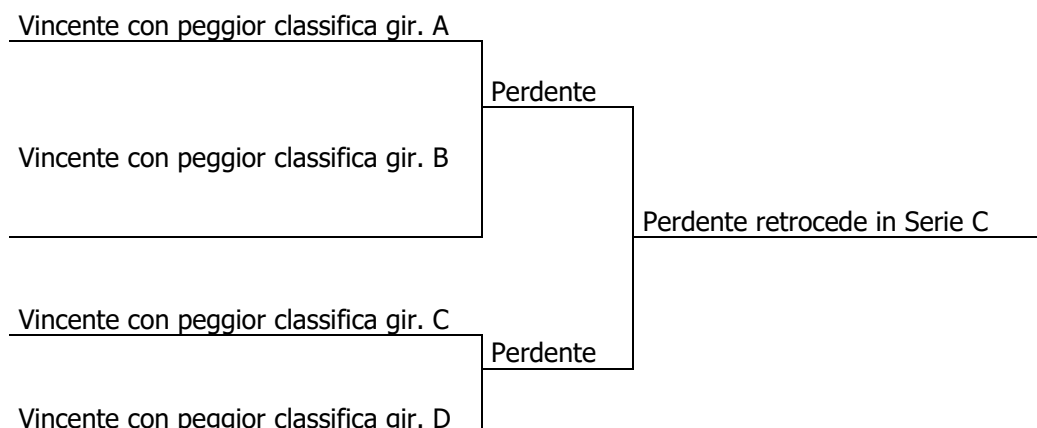 Vincente con peggior classifica gir. A
Perdente
Vincente con peggior classifica gir. B
Perdente retrocede in Serie C
Vincente con peggior classifica gir. C
Perdente
Vincente con peggior classifica gir. D